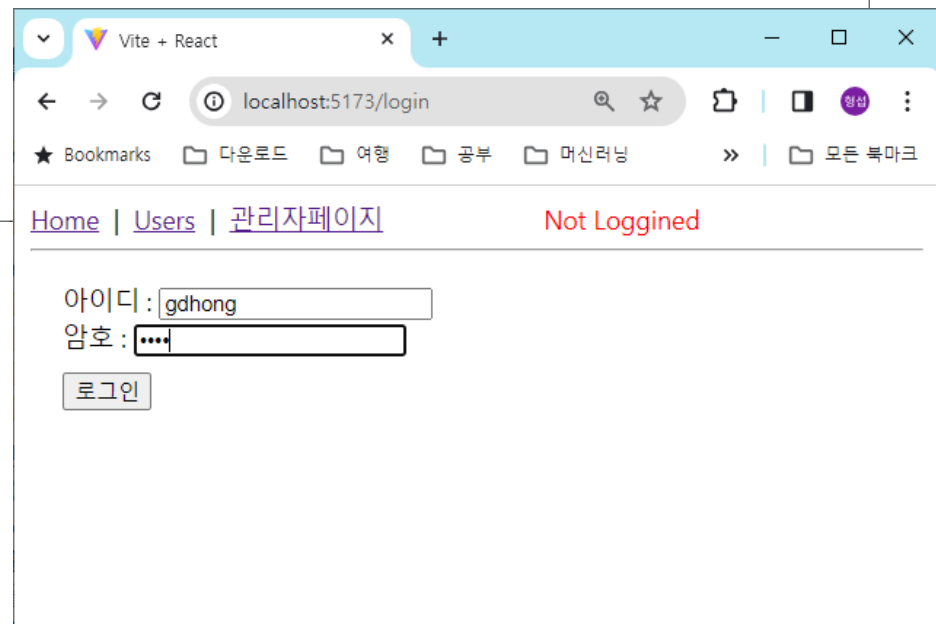 Vite + React
localhost:5173/login
형섭
Bookmarks 다운로드 여행 공부 머신러닝 » 모든 북마크
Home | Users | 관리자페이지 Not Loggined
아이디 : gdhong
암호 : ••••
로그인